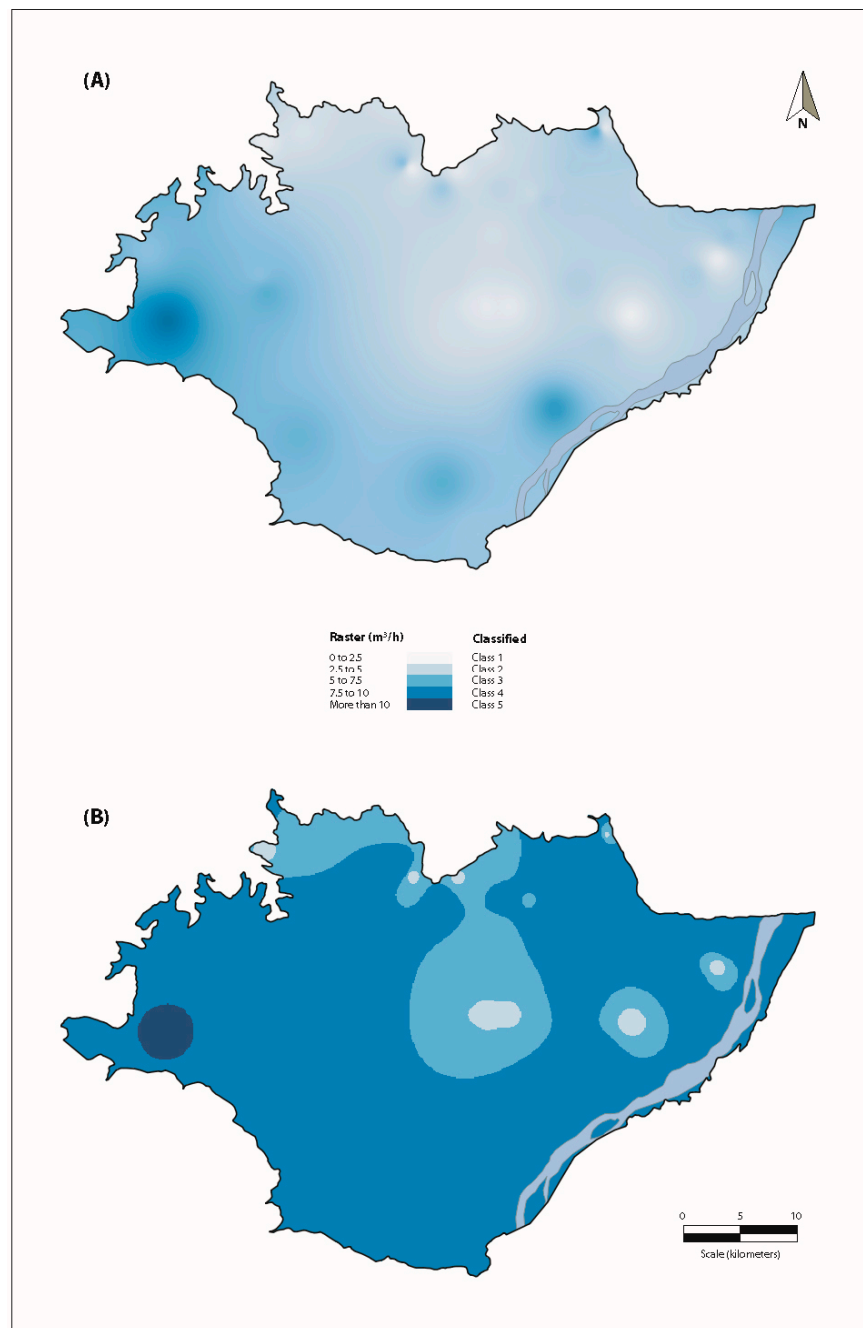 (A)
N
Raster (m³/h) Classified
0 to 2.5 Class 1
2.5 to 5 Class 2
5 to 7.5 Class 3
7.5 to 10 Class 4
More than 10 Class 5
(B)
0 5 10
Scale (kilometers)